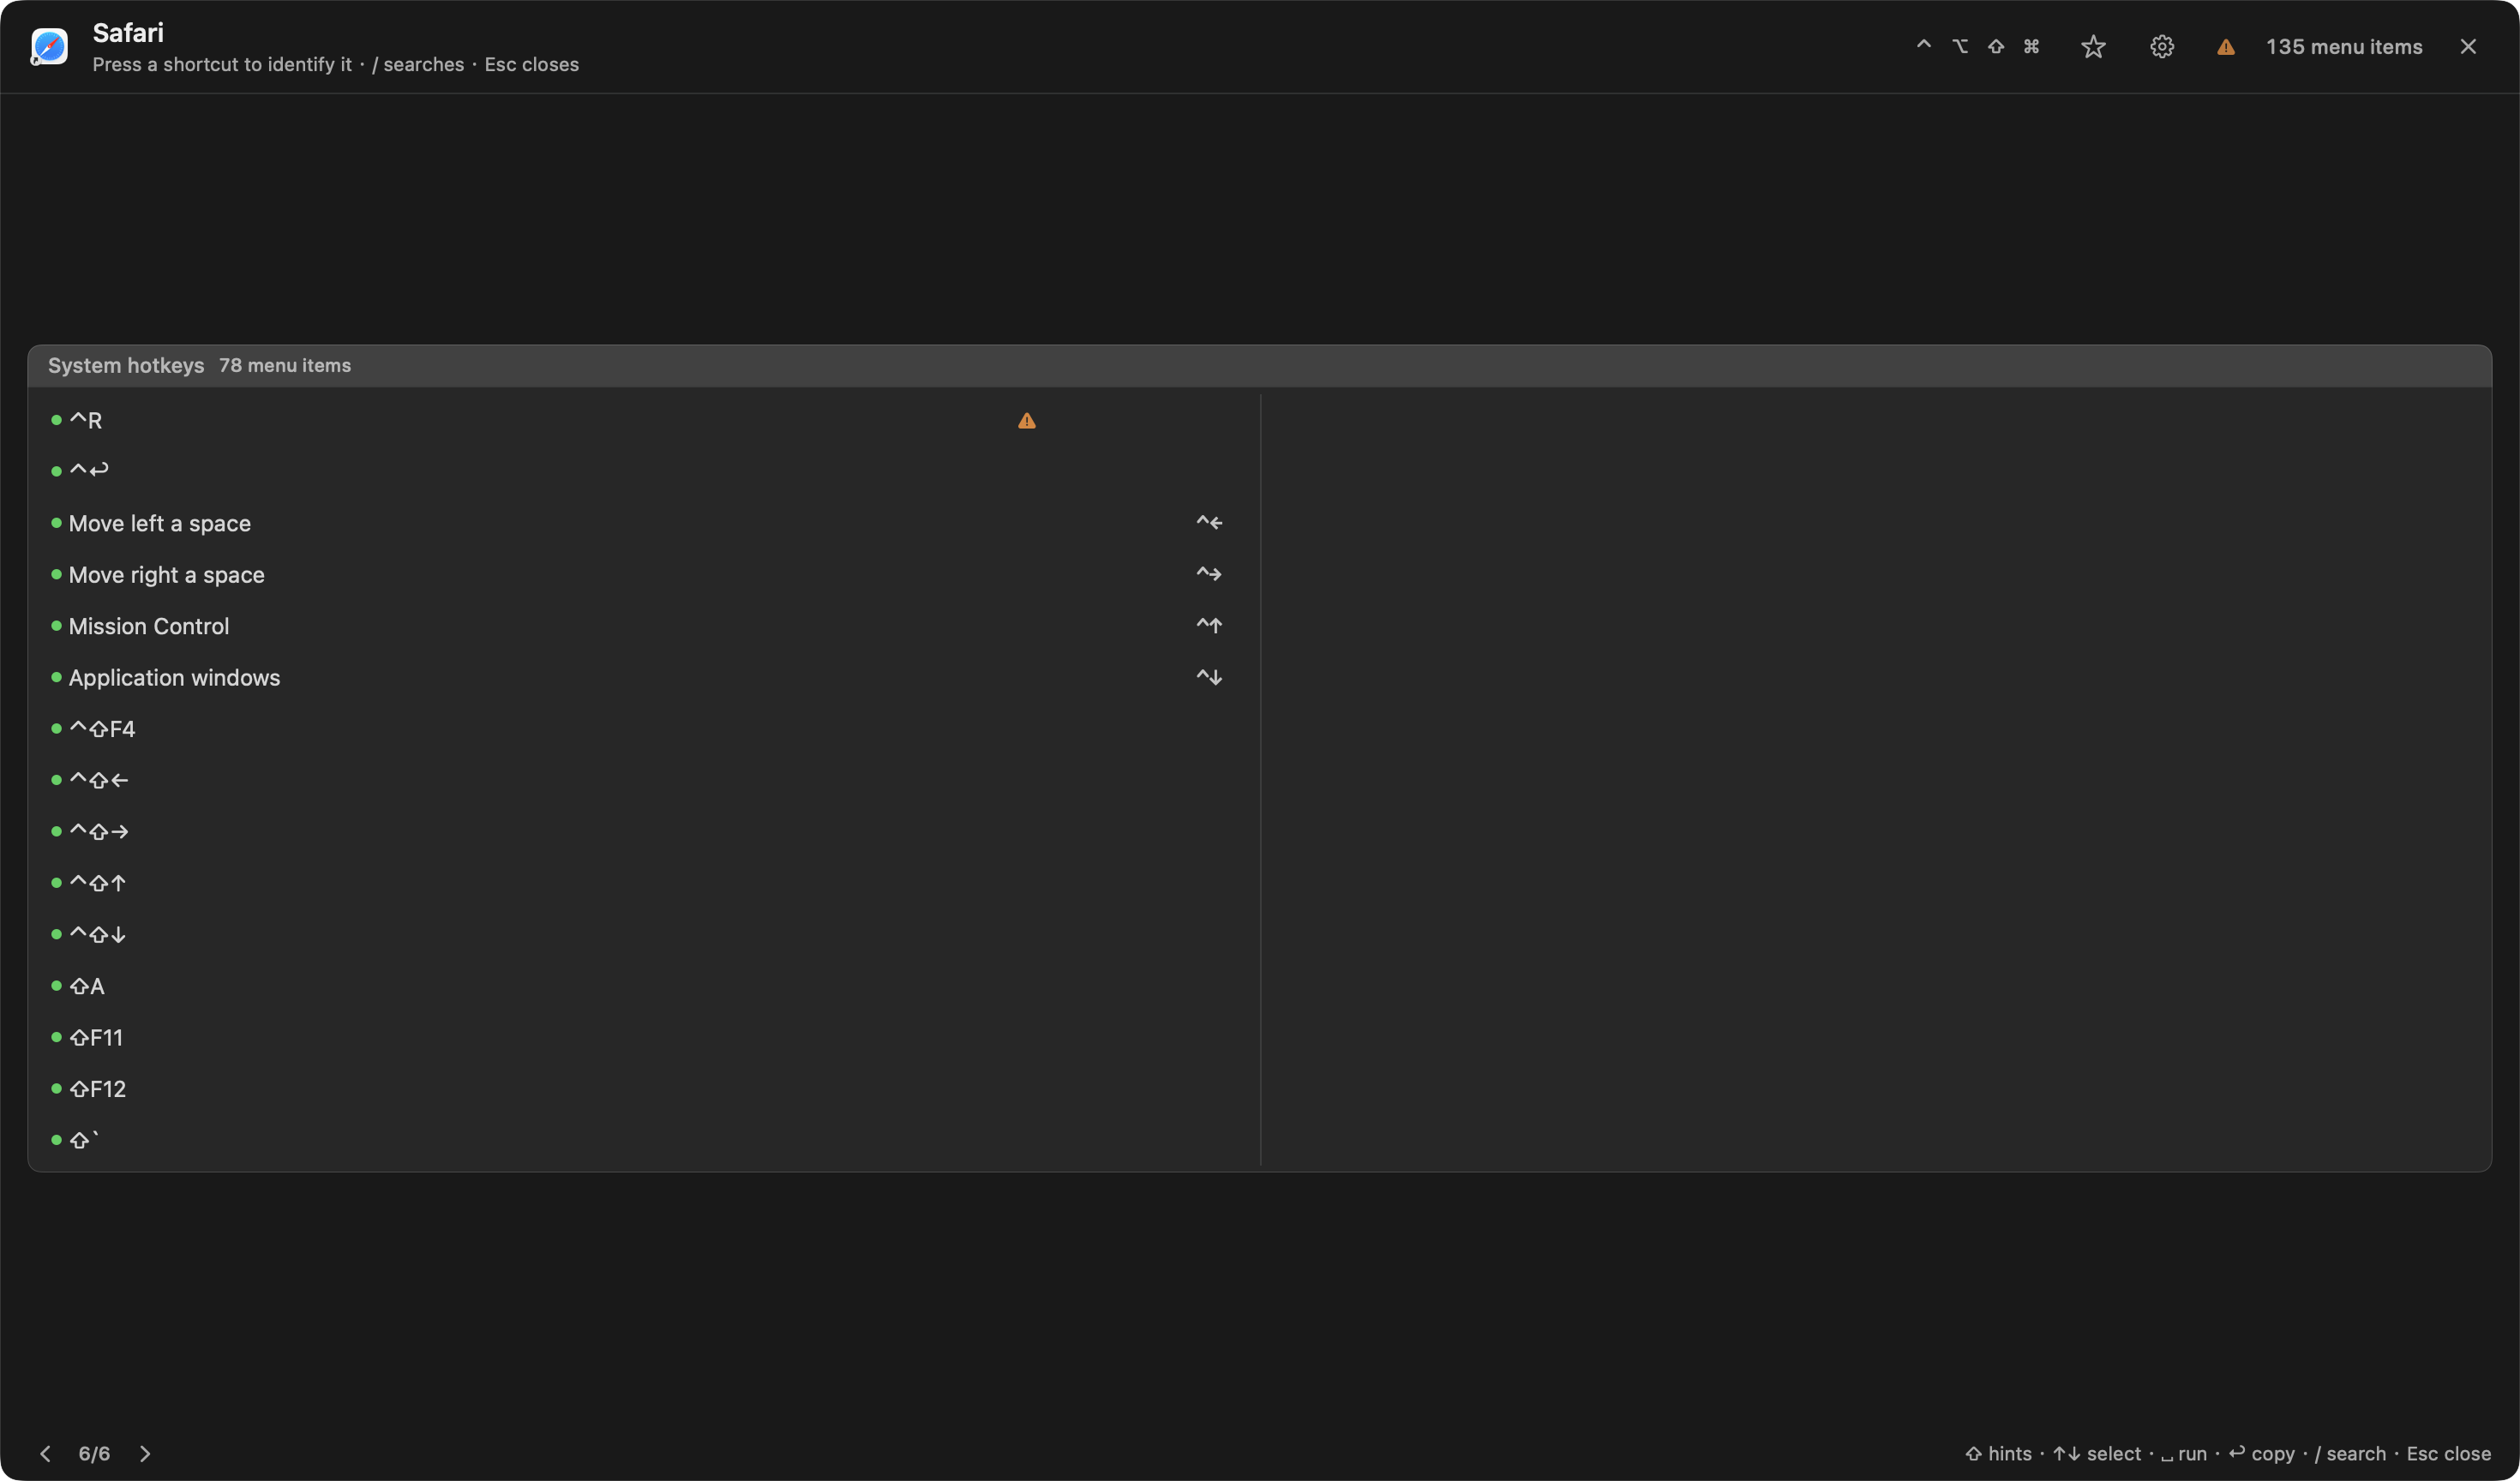 Safari
Press a shortcut to identify it · / searches · Esc closes
^ ⌥ ⇧ ⌘ 135 menu items
System hotkeys 78 menu items
^R
^↩
Move left a space ^←
Move right a space ^→
Mission Control ^↑
Application windows ^↓
^⇧F4
^⇧←
^⇧→
^⇧↑
^⇧↓
⇧A
⇧F11
⇧F12
⇧`
6/6
⇧ hints · ↑↓ select · ⎵ run · ↩ copy · / search · Esc close